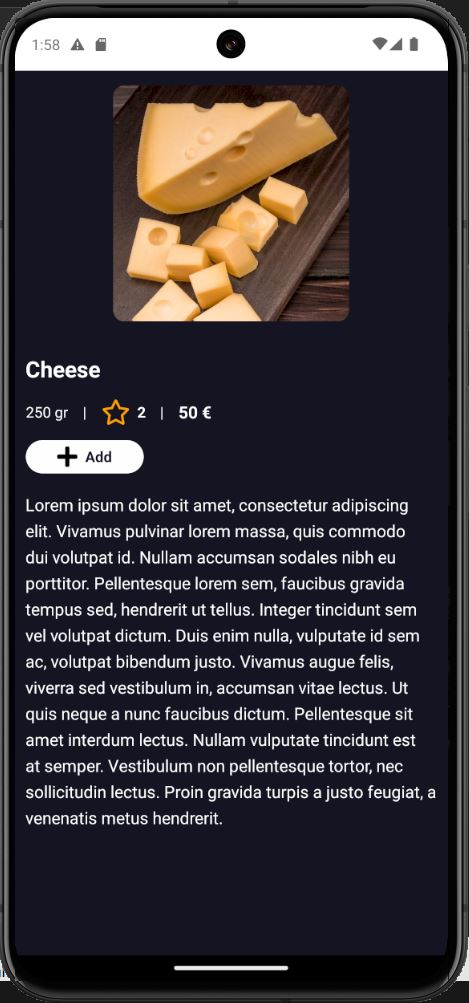 1:58
Cheese
250 gr | 2 | 50 €
Add
Lorem ipsum dolor sit amet, consectetur adipiscing
elit. Vivamus pulvinar lorem massa, quis commodo
dui volutpat id. Nullam accumsan sodales nibh eu
porttitor. Pellentesque lorem sem, faucibus gravida
tempus sed, hendrerit ut tellus. Integer tincidunt sem
vel volutpat dictum. Duis enim nulla, vulputate id sem
ac, volutpat bibendum justo. Vivamus augue felis,
viverra sed vestibulum in, accumsan vitae lectus. Ut
quis neque a nunc faucibus dictum. Pellentesque sit
amet interdum lectus. Nullam vulputate tincidunt est
at semper. Vestibulum non pellentesque tortor, nec
sollicitudin lectus. Proin gravida turpis a justo feugiat, a
venenatis metus hendrerit.